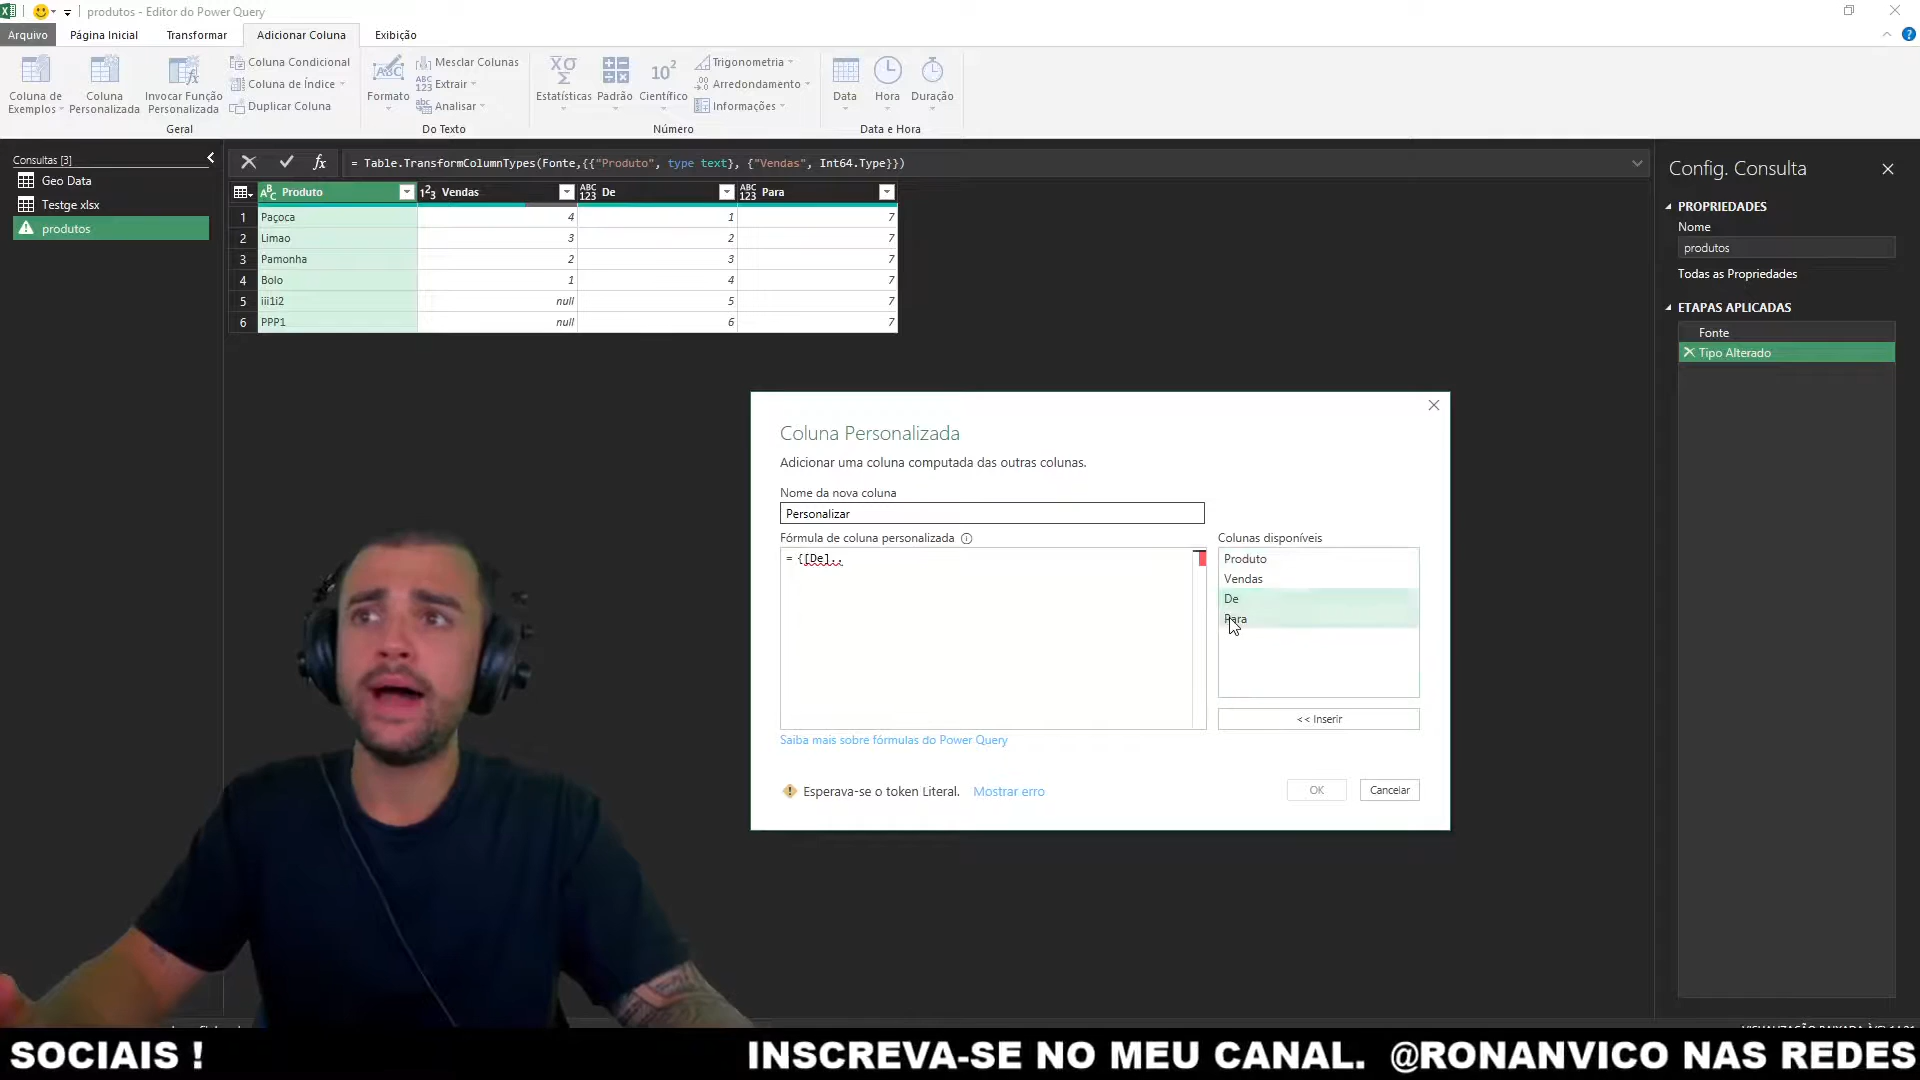 produtos - Editor do Power Query
Arquivo
Página Inicial
Transformar
Adicionar Coluna
Exibição
Coluna de Exemplos
Coluna Personalizada
Invocar Função Personalizada
Coluna Condicional
Coluna de Índice
Duplicar Coluna
Geral
Formato
Mesclar Colunas
Extrair
Analisar
Do Texto
Estatísticas
Padrão
Científico
Trigonometria
Arredondamento
Informações
Número
Data
Hora
Duração
Data e Hora
Consultas [3]
Geo Data
Testge xlsx
produtos
= Table.TransformColumnTypes(Fonte,{{"Produto", type text}, {"Vendas", Int64.Type}})
Produto Vendas De Para
1 Paçoca 4 1 7
2 Limao 3 2 7
3 Pamonha 2 3 7
4 Bolo 1 4 7
5 iii1i2 null 5 7
6 PPP1 null 6 7
Config. Consulta
PROPRIEDADES
Nome
produtos
Todas as Propriedades
ETAPAS APLICADAS
Fonte
Tipo Alterado
Coluna Personalizada
Adicionar uma coluna computada das outras colunas.
Nome da nova coluna
Personalizar
Fórmula de coluna personalizada
= {[De]..
Colunas disponíveis
Produto
Vendas
De
Para
<< Inserir
Saiba mais sobre fórmulas do Power Query
Esperava-se o token Literal. Mostrar erro
OK
Cancelar
SOCIAIS ! INSCREVA-SE NO MEU CANAL. @RONANVICO NAS REDES